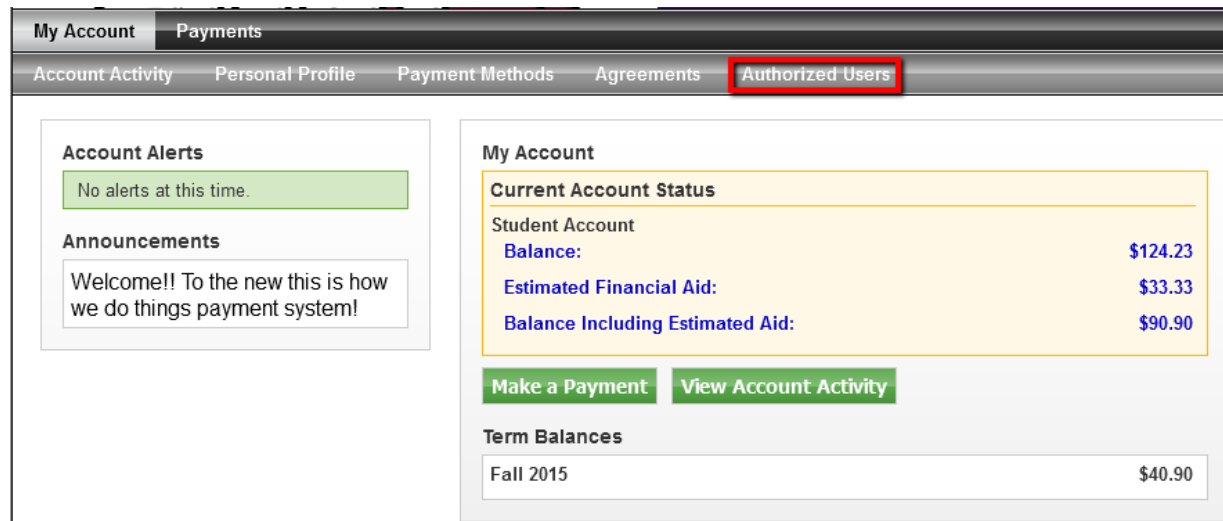 My Account Payments
Account Activity Personal Profile Payment Methods Agreements Authorized Users
Account Alerts
No alerts at this time.
Announcements
Welcome!! To the new this is how
we do things payment system!
My Account
Current Account Status
Student Account
Balance: $124.23
Estimated Financial Aid: $33.33
Balance Including Estimated Aid: $90.90
Make a Payment View Account Activity
Term Balances
Fall 2015 $40.90